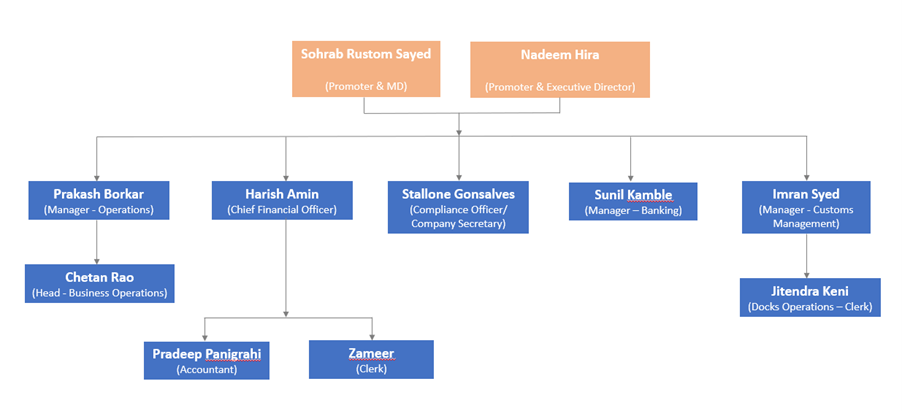 Sohrab Rustom Sayed
(Promoter & MD)
Nadeem Hira
(Promoter & Executive Director)
Prakash Borkar
(Manager - Operations)
Harish Amin
(Chief Financial Officer)
Stallone Gonsalves
(Compliance Officer/
Company Secretary)
Sunil Kamble
(Manager – Banking)
Imran Syed
(Manager - Customs
Management)
Chetan Rao
(Head - Business Operations)
Jitendra Keni
(Docks Operations – Clerk)
Pradeep Panigrahi
(Accountant)
Zameer
(Clerk)